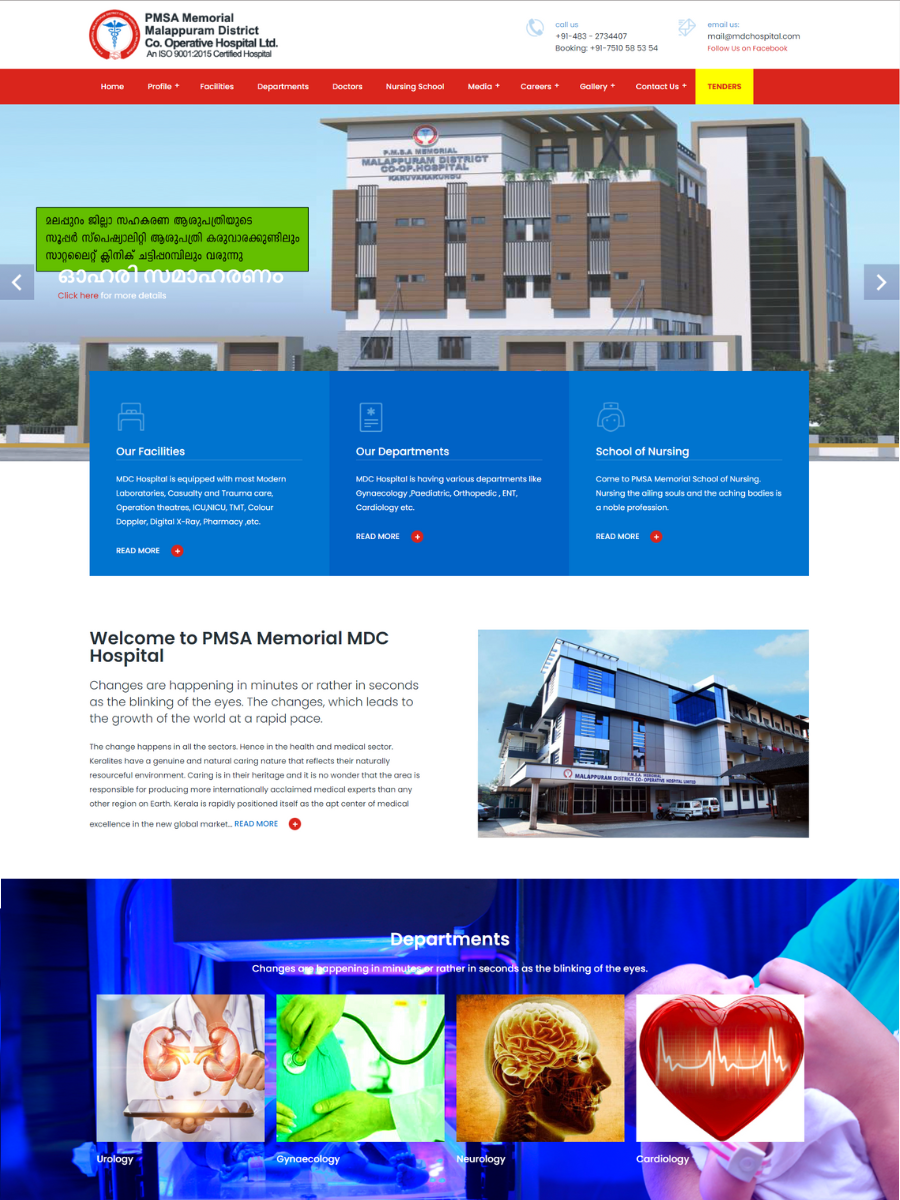 PMSA Memorial
Malappuram District
Co. Operative Hospital Ltd.
An ISO 9001:2015 Certified Hospital
call us
+91-483 - 2734407
Booking: +91-7510 58 53 54
email us:
mail@mdchospital.com
Follow Us on Facebook
Home Profile + Facilities Departments Doctors Nursing School Media + Careers + Gallery + Contact Us + TENDERS
P.M.S.A MEMORIAL
MALAPPURAM DISTRICT
CO-OP.HOSPITAL
KARUVARAKUNDU
മലപ്പുറം ജില്ലാ സഹകരണ ആശുപത്രിയുടെ
സൂപ്പർ സ്പെഷ്യാലിറ്റി ആശുപത്രി കരുവാരക്കുണ്ടിലും
സാറ്റലൈറ്റ് ക്ലിനിക് ചട്ടിപ്പറമ്പിലും വരുന്നു
ഓഹരി സമാഹരണം
Click here for more details
Our Facilities
MDC Hospital is equipped with most Modern
Laboratories, Casualty and Trauma care,
Operation theatres, ICU,NICU, TMT, Colour
Doppler, Digital X-Ray, Pharmacy ,etc.
READ MORE +
Our Departments
MDC Hospital is having various departments like
Gynaecology ,Paediatric, Orthopedic , ENT,
Cardiology etc.
READ MORE +
School of Nursing
Come to PMSA Memorial School of Nursing.
Nursing the ailing souls and the aching bodies is
a noble profession.
READ MORE +
Welcome to PMSA Memorial MDC
Hospital
Changes are happening in minutes or rather in seconds
as the blinking of the eyes. The changes, which leads to
the growth of the world at a rapid pace.
The change happens in all the sectors. Hence in the health and medical sector.
Keralites have a genuine and natural caring nature that reflects their naturally
resourceful environment. Caring is in their heritage and it is no wonder that the area is
responsible for producing more internationally acclaimed medical experts than any
other region on Earth. Kerala is rapidly positioned itself as the apt center of medical
excellence in the new global market... READ MORE +
P.M.S.A. MEMORIAL
MALAPPURAM DISTRICT CO-OPERATIVE HOSPITAL LIMITED
Departments
Changes are happening in minutes or rather in seconds as the blinking of the eyes.
Urology
Gynaecology
Neurology
Cardiology